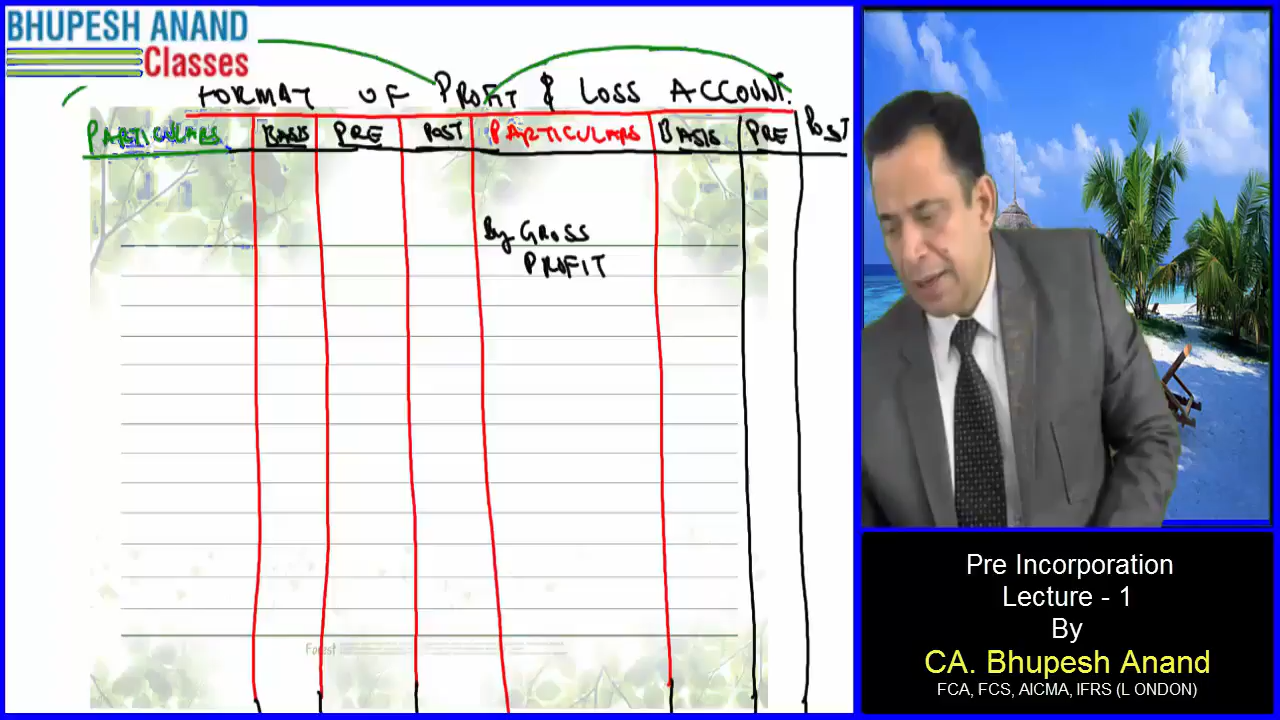 BHUPESH ANAND
Classes
FORMAT OF PROFIT & LOSS ACCOUNT.
PARTICULARS BASIS PRE POST PARTICULARS BASIS PRE POST
By GROSS
PROFIT
Forest
Pre Incorporation
Lecture - 1
By
CA. Bhupesh Anand
FCA, FCS, AICMA, IFRS (L ONDON)